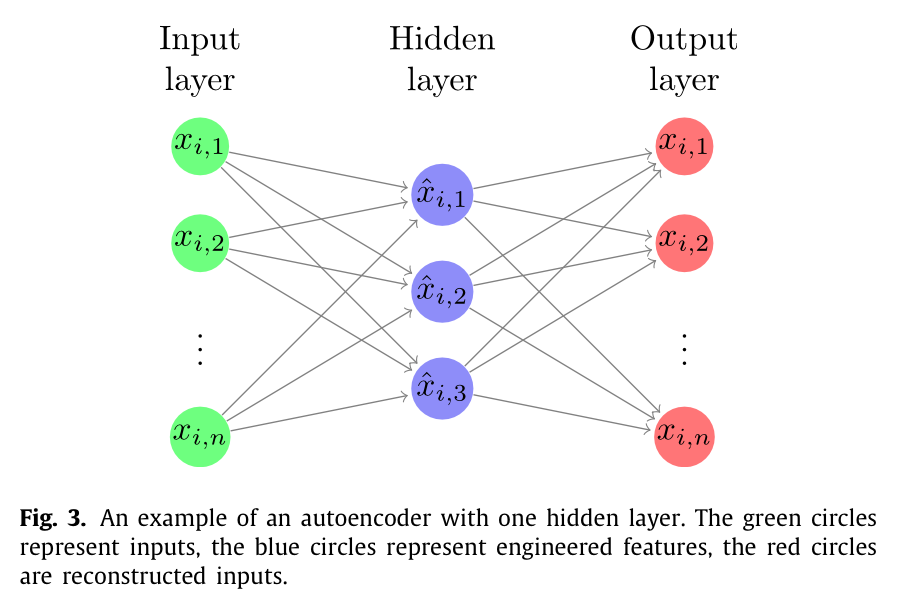 Input layer
Hidden layer
Output layer
x_{i,1}
x_{i,1}
x̂_{i,1}
x_{i,2}
x_{i,2}
x̂_{i,2}
⋮
⋮
x̂_{i,3}
x_{i,n}
x_{i,n}
Fig. 3. An example of an autoencoder with one hidden layer. The green circles
represent inputs, the blue circles represent engineered features, the red circles
are reconstructed inputs.